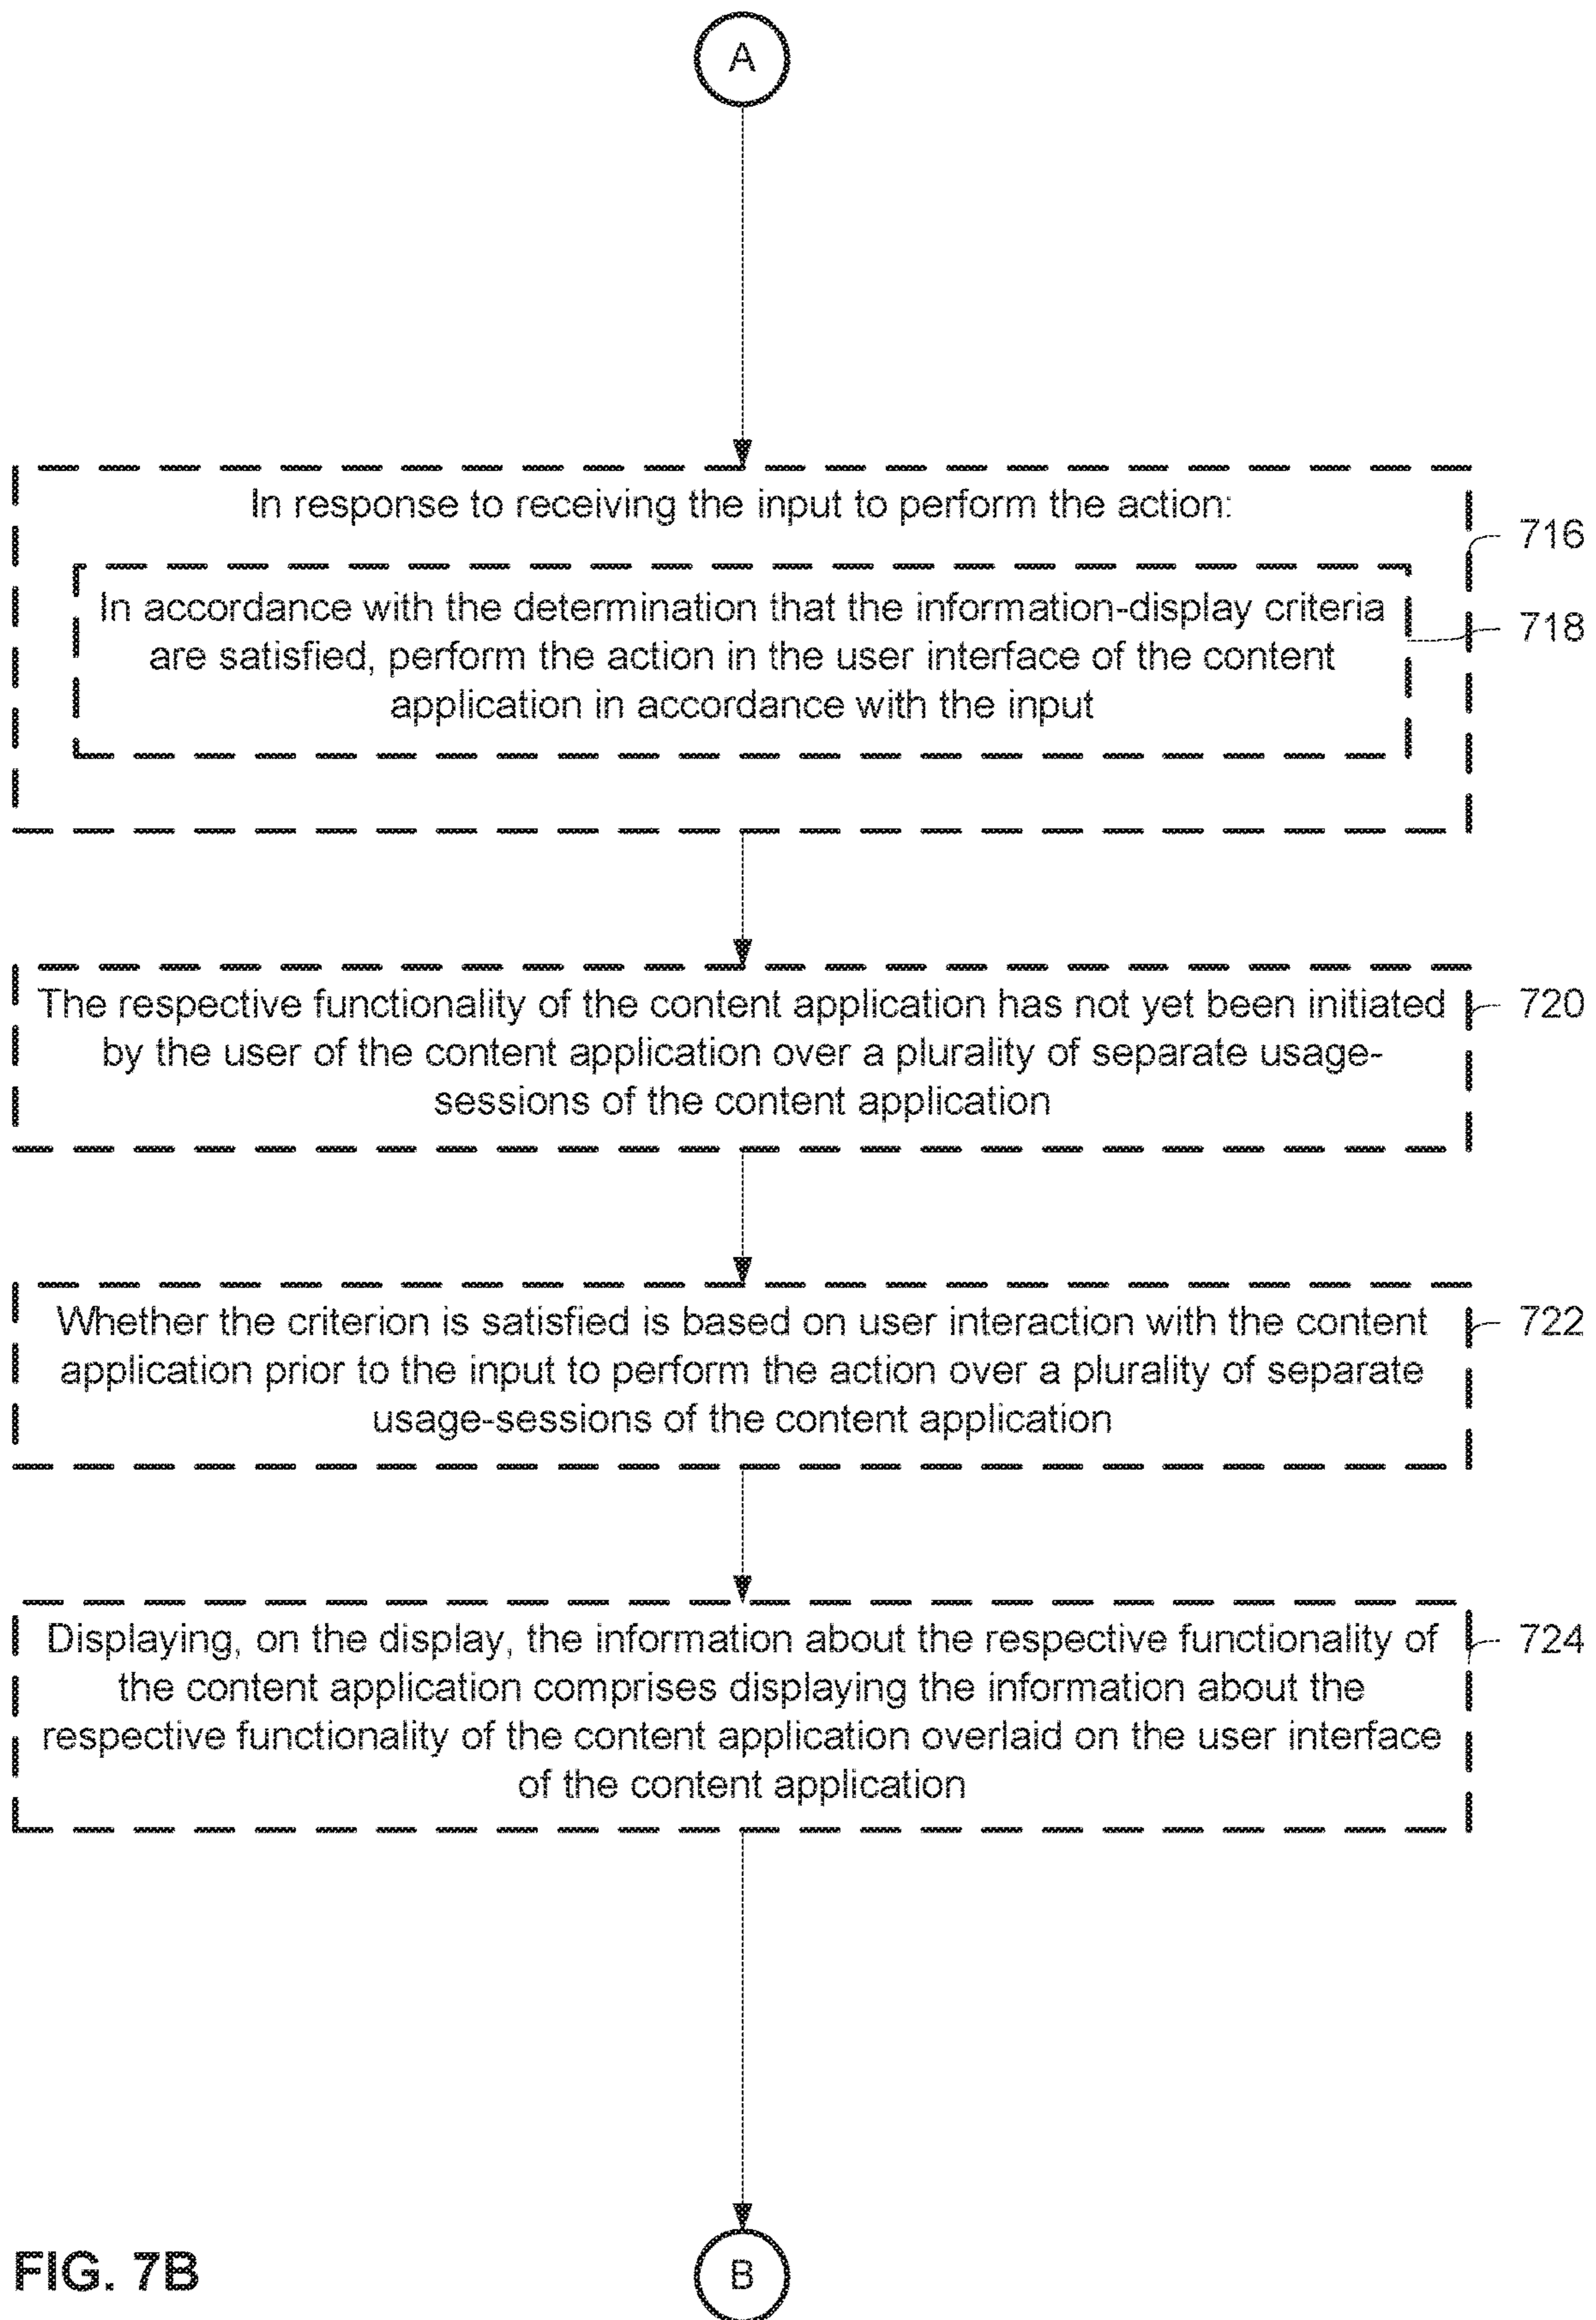 A
In response to receiving the input to perform the action:
716
In accordance with the determination that the information-display criteria
are satisfied, perform the action in the user interface of the content
application in accordance with the input
718
The respective functionality of the content application has not yet been initiated
by the user of the content application over a plurality of separate usage-
sessions of the content application
720
Whether the criterion is satisfied is based on user interaction with the content
application prior to the input to perform the action over a plurality of separate
usage-sessions of the content application
722
Displaying, on the display, the information about the respective functionality of
the content application comprises displaying the information about the
respective functionality of the content application overlaid on the user interface
of the content application
724
B
FIG. 7B